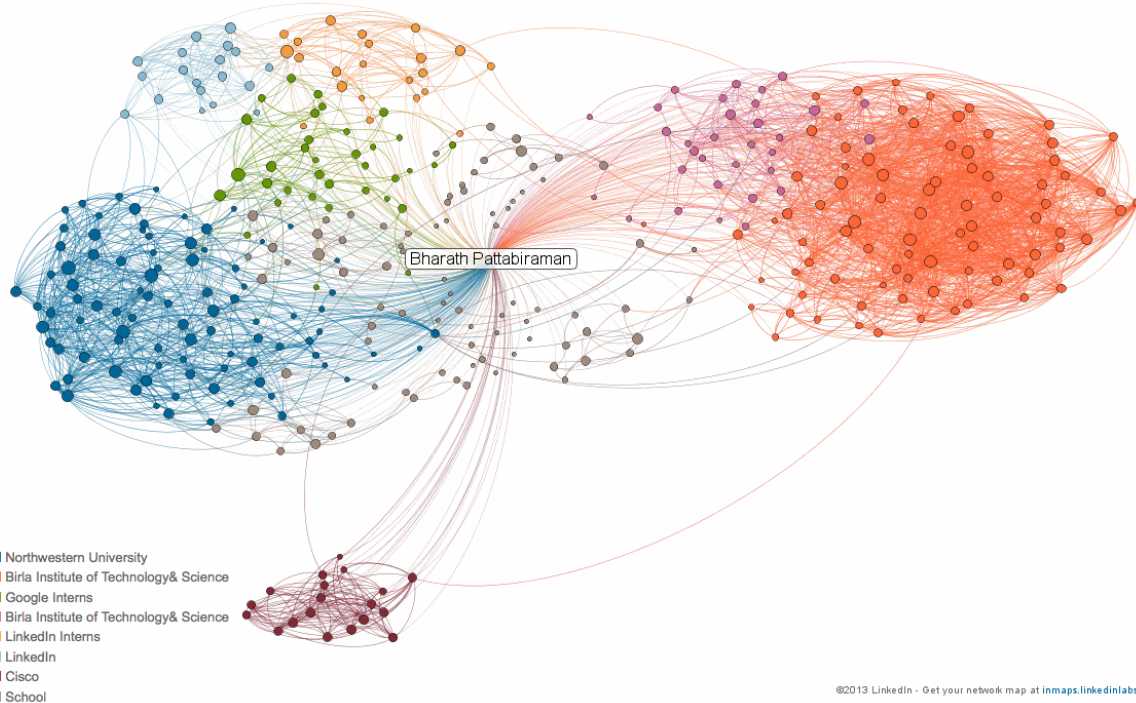 Bharath Pattabiraman
Northwestern University
Birla Institute of Technology& Science
Google Interns
Birla Institute of Technology& Science
LinkedIn Interns
LinkedIn
Cisco
School
©2013 LinkedIn - Get your network map at inmaps.linkedinlabs